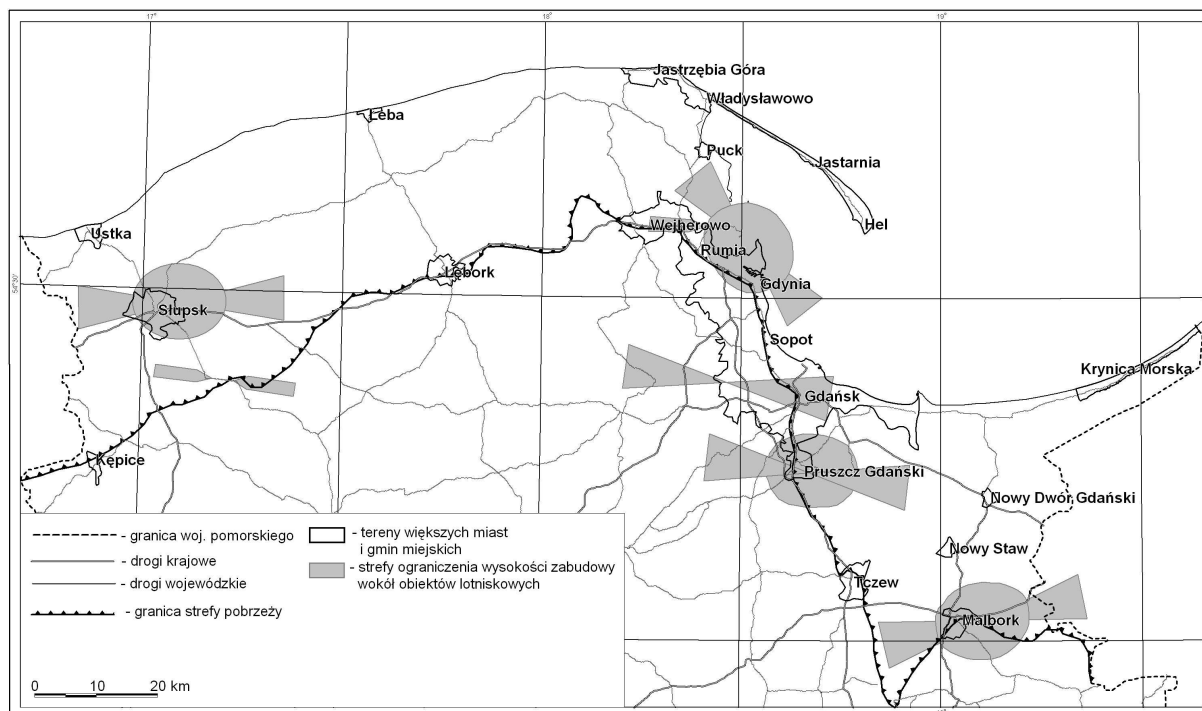 17°
18°
19°
Jastrzębia Góra
Władysławowo
Łeba
Puck
Jastarnia
Hel
Ustka
Wejherowo
Rumia
Lębork
Gdynia
54°30'
Słupsk
Sopot
Krynica Morska
Gdańsk
Kępice
Pruszcz Gdański
Nowy Dwór Gdański
Nowy Staw
Tczew
Malbork
- granica woj. pomorskiego
- drogi krajowe
- drogi wojewódzkie
- granica strefy pobrzeży
- tereny większych miast
i gmin miejskich
- strefy ograniczenia wysokości zabudowy
wokół obiektów lotniskowych
0 10 20 km